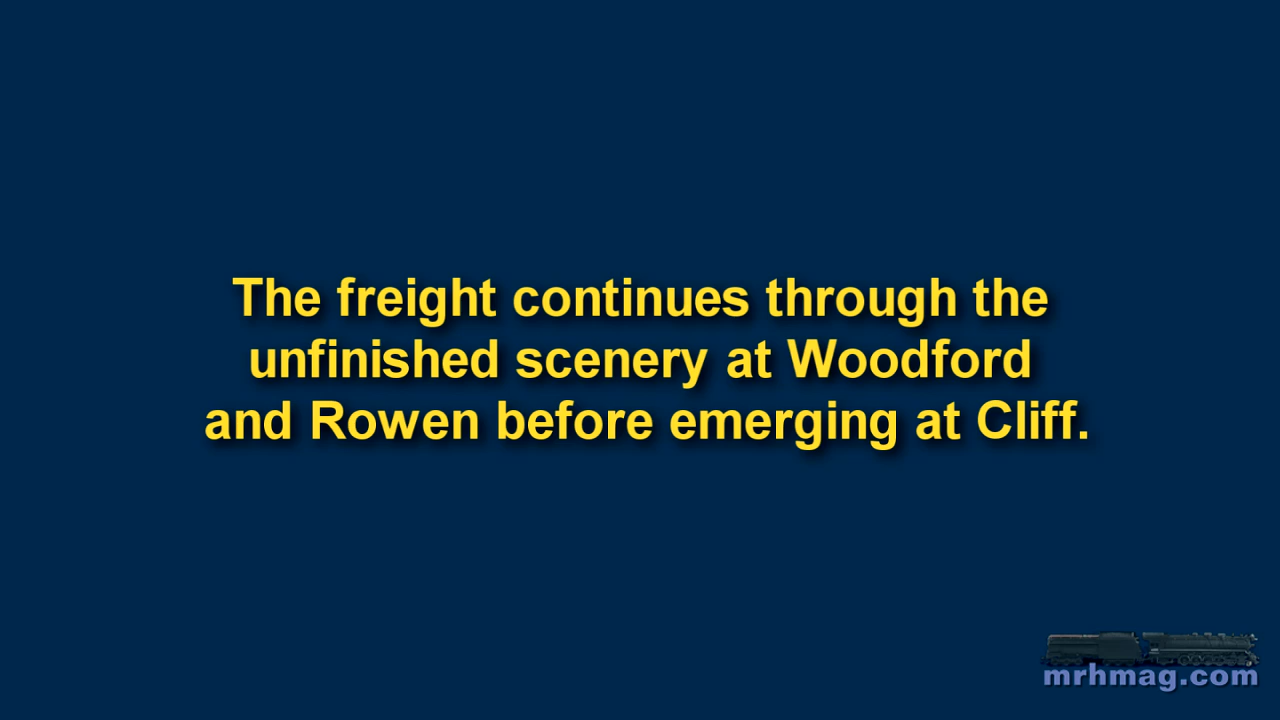 The freight continues through the
unfinished scenery at Woodford
and Rowen before emerging at Cliff.
mrhmag.com